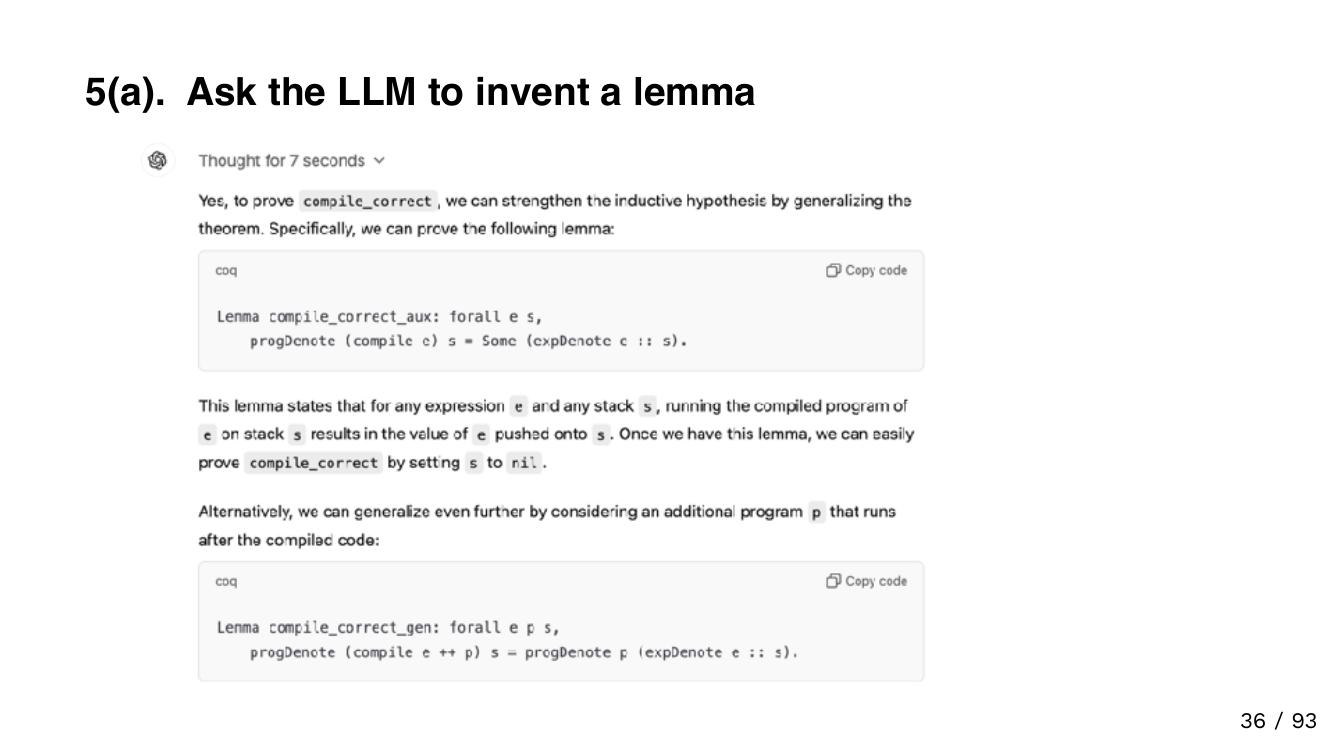 5(a). Ask the LLM to invent a lemma
Thought for 7 seconds
Yes, to prove compile_correct, we can strengthen the inductive hypothesis by generalizing the
theorem. Specifically, we can prove the following lemma:
coq
Copy code
Lemma compile_correct_aux: forall e s,
progDenote (compile e) s = Some (expDenote e :: s).
This lemma states that for any expression e and any stack s, running the compiled program of
e on stack s results in the value of e pushed onto s. Once we have this lemma, we can easily
prove compile_correct by setting s to nil.
Alternatively, we can generalize even further by considering an additional program p that runs
after the compiled code:
coq
Copy code
Lemma compile_correct_gen: forall e p s,
progDenote (compile e ++ p) s = progDenote p (expDenote e :: s).
36 / 93